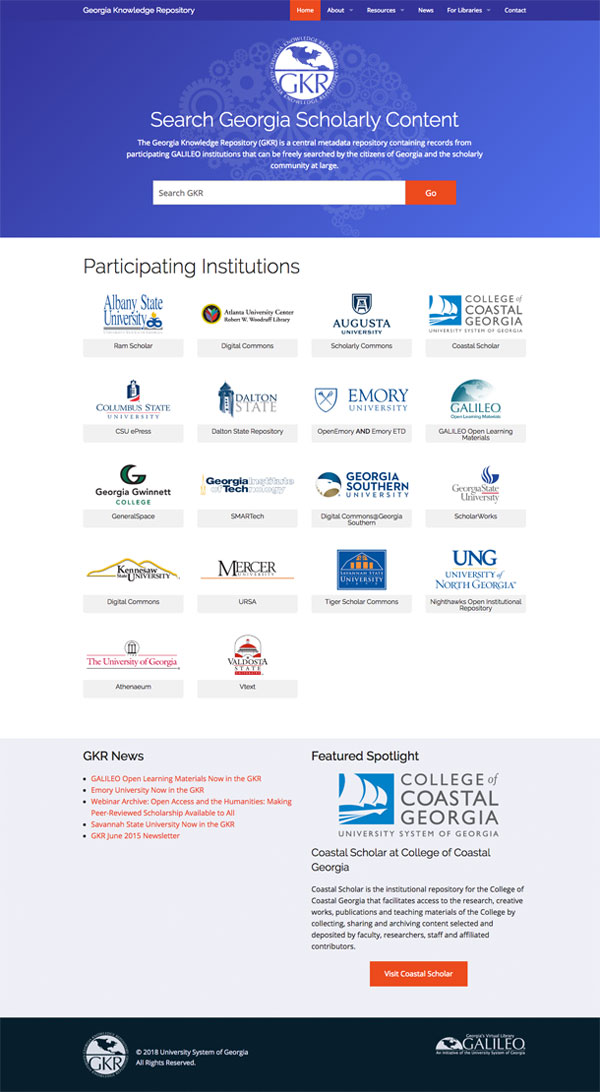 Georgia Knowledge Repository
Home About Resources News For Libraries Contact
GEORGIA KNOWLEDGE REPOSITORY
GKR
Search Georgia Scholarly Content
The Georgia Knowledge Repository (GKR) is a central metadata repository containing records from
participating GALILEO institutions that can be freely searched by the citizens of Georgia and the scholarly
community at large.
Search GKR
Go
Participating Institutions
Albany State
University
Ram Scholar
Atlanta University Center
Robert W. Woodruff Library
Digital Commons
AUGUSTA
UNIVERSITY
Scholarly Commons
COLLEGE of
COASTAL
GEORGIA
UNIVERSITY SYSTEM OF GEORGIA
Coastal Scholar
COLUMBUS STATE
UNIVERSITY
CSU ePress
DALTON
STATE
Dalton State Repository
EMORY
UNIVERSITY
OpenEmory AND Emory ETD
GALILEO
Open Learning Materials
GALILEO Open Learning
Materials
Georgia Gwinnett
COLLEGE
GeneralSpace
Georgia Institute
of Technology
SMARTech
GEORGIA
SOUTHERN
UNIVERSITY
Digital Commons@Georgia
Southern
Georgia State
University
ScholarWorks
KENNESAW
STATE UNIVERSITY
Digital Commons
MERCER
UNIVERSITY
URSA
SAVANNAH STATE
UNIVERSITY
Tiger Scholar Commons
UNG
UNIVERSITY of
NORTH GEORGIA
Nighthawks Open Institutional
Repository
The University of Georgia
Athenaeum
VALDOSTA
STATE
UNIVERSITY
Vtext
GKR News
GALILEO Open Learning Materials Now in the GKR
Emory University Now in the GKR
Webinar Archive: Open Access and the Humanities: Making
Peer-Reviewed Scholarship Available to All
Savannah State University Now in the GKR
GKR June 2015 Newsletter
Featured Spotlight
COLLEGE of
COASTAL
GEORGIA
UNIVERSITY SYSTEM OF GEORGIA
Coastal Scholar at College of Coastal
Georgia
Coastal Scholar is the institutional repository for the College of
Coastal Georgia that facilitates access to the research, creative
works, publications and teaching materials of the College by
collecting, sharing and archiving content selected and
deposited by faculty, researchers, staff and affiliated
contributors.
Visit Coastal Scholar
GKR
© 2018 University System of Georgia
All Rights Reserved.
Georgia's Virtual Library
GALILEO
An Initiative of the University System of Georgia